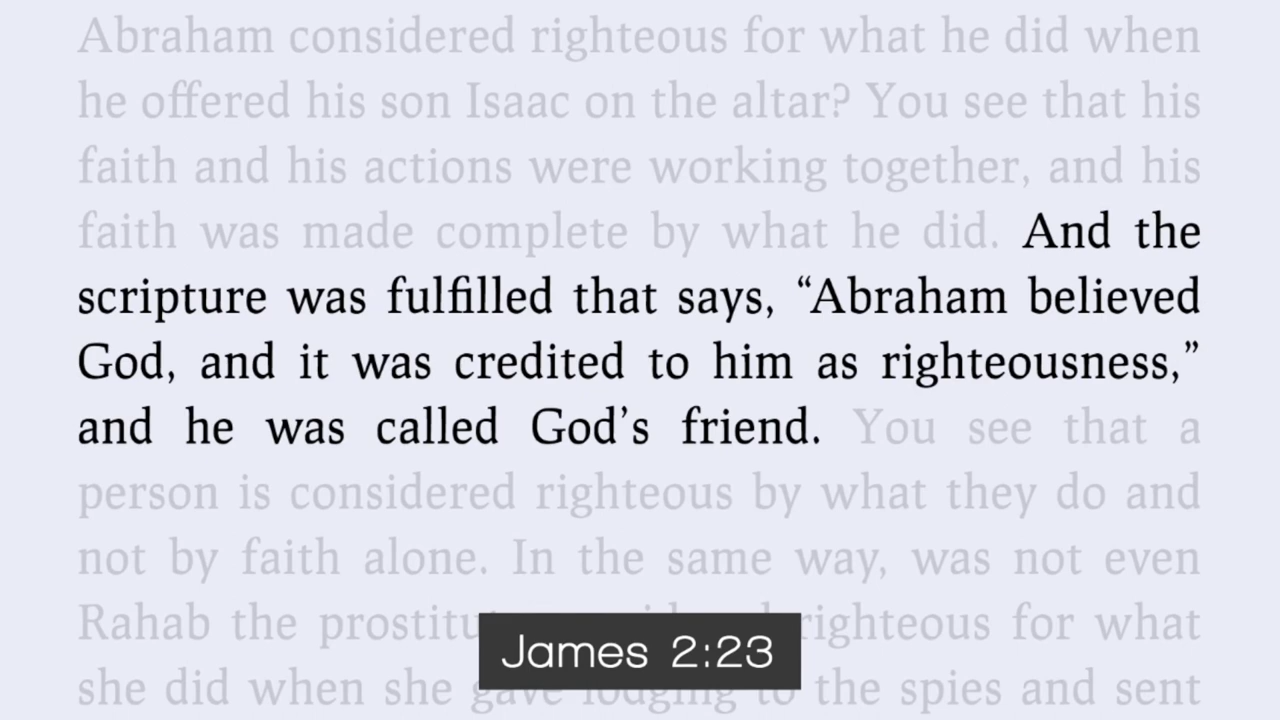 Abraham considered righteous for what he did when
he offered his son Isaac on the altar? You see that his
faith and his actions were working together, and his
faith was made complete by what he did. And the
scripture was fulfilled that says, “Abraham believed
God, and it was credited to him as righteousness,”
and he was called God’s friend. You see that a
person is considered righteous by what they do and
not by faith alone. In the same way, was not even
Rahab the righteous for what
she did when she gave lodging to the spies and sent
James 2:23